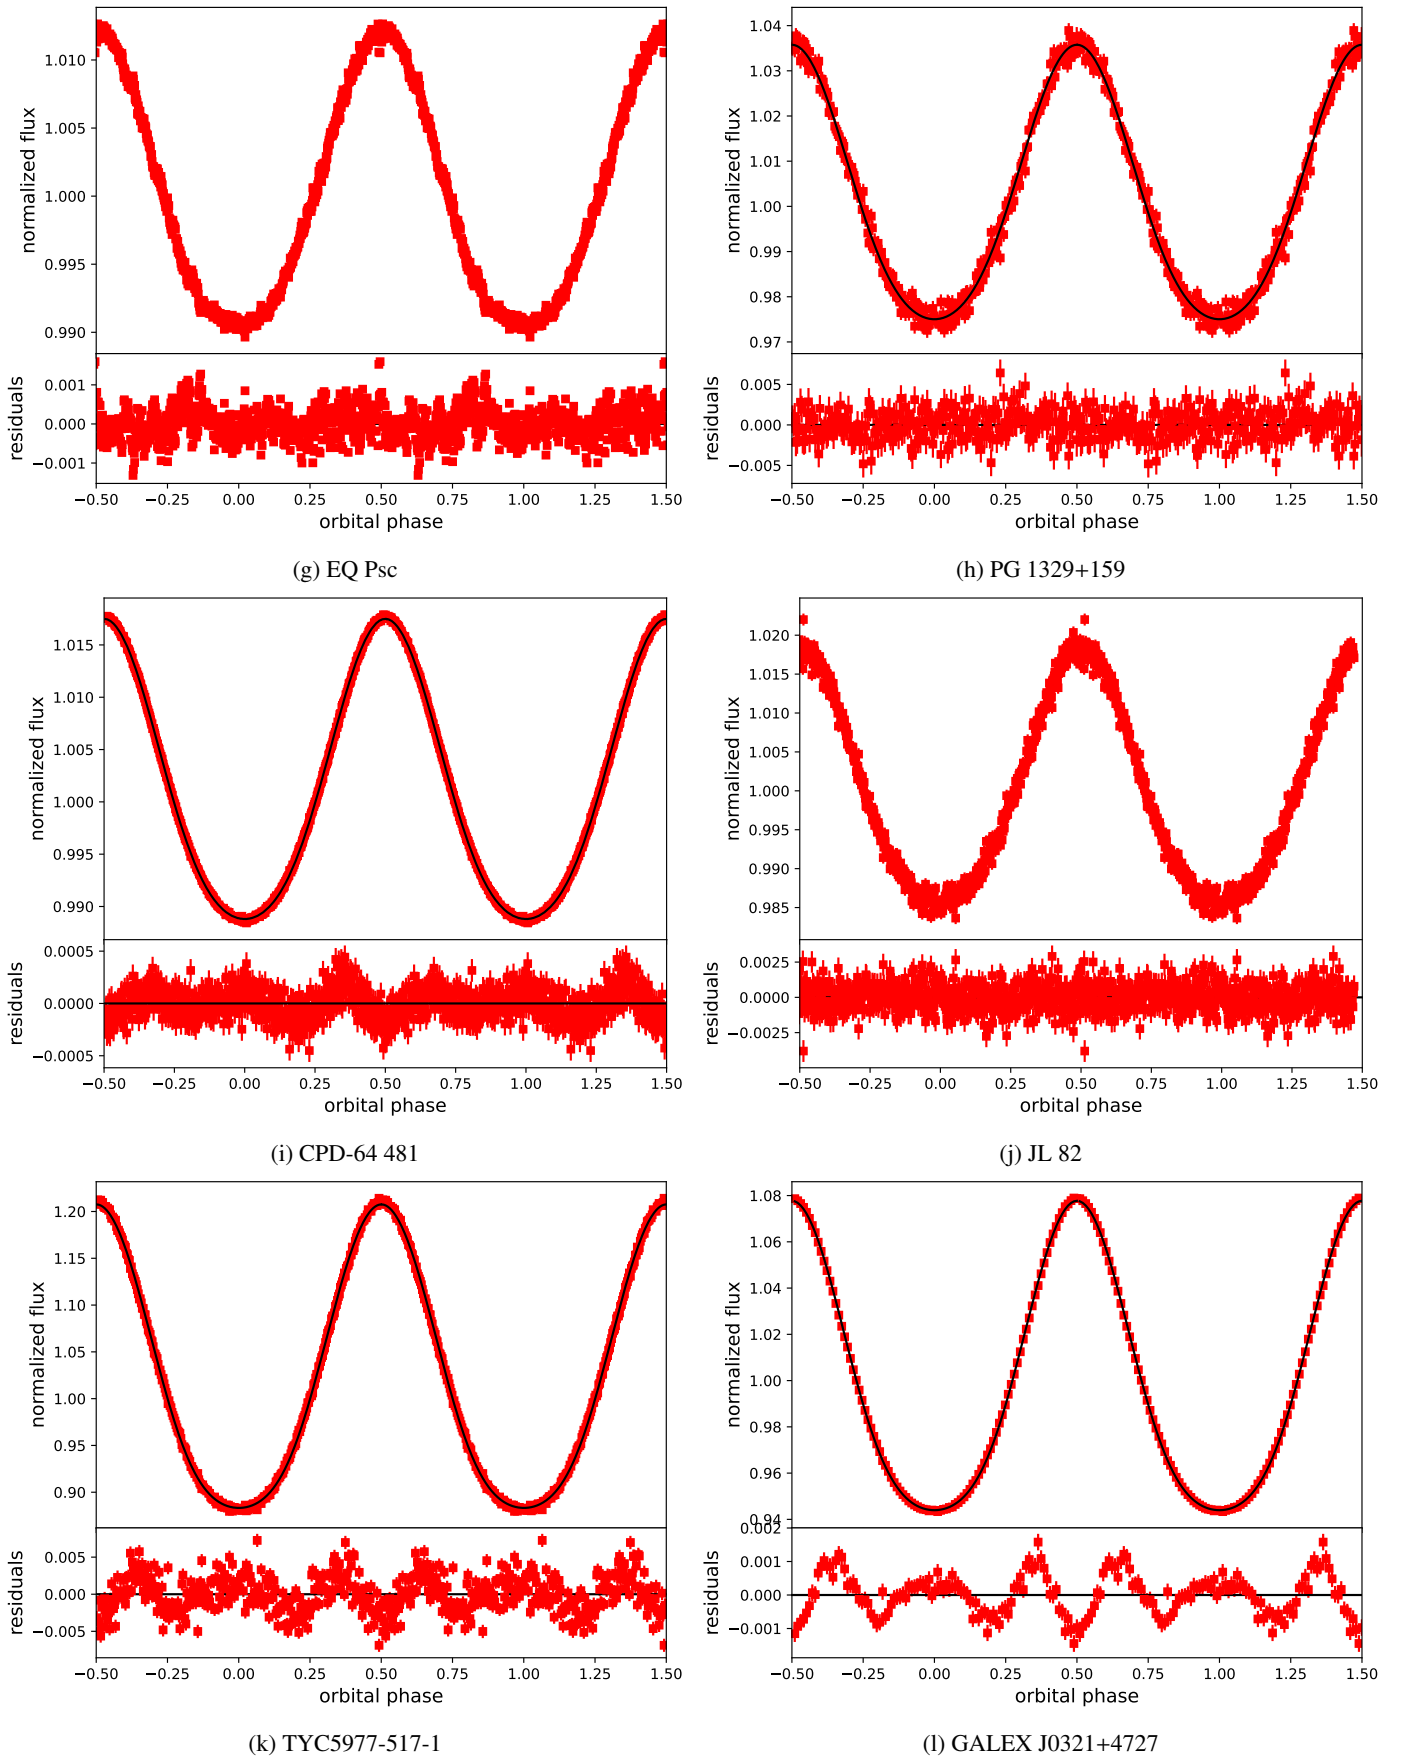 1.010
1.005
1.000
0.995
0.990
normalized flux
0.001
0.000
−0.001
residuals
−0.50 −0.25 0.00 0.25 0.50 0.75 1.00 1.25 1.50
orbital phase
(g) EQ Psc
1.04
1.03
1.02
1.01
1.00
0.99
0.98
0.97
normalized flux
0.005
0.000
−0.005
residuals
−0.50 −0.25 0.00 0.25 0.50 0.75 1.00 1.25 1.50
orbital phase
(h) PG 1329+159
1.015
1.010
1.005
1.000
0.995
0.990
normalized flux
0.0005
0.0000
−0.0005
residuals
−0.50 −0.25 0.00 0.25 0.50 0.75 1.00 1.25 1.50
orbital phase
(i) CPD-64 481
1.020
1.015
1.010
1.005
1.000
0.995
0.990
0.985
normalized flux
0.0025
0.0000
−0.0025
residuals
−0.50 −0.25 0.00 0.25 0.50 0.75 1.00 1.25 1.50
orbital phase
(j) JL 82
1.20
1.15
1.10
1.05
1.00
0.95
0.90
normalized flux
0.005
0.000
−0.005
residuals
−0.50 −0.25 0.00 0.25 0.50 0.75 1.00 1.25 1.50
orbital phase
(k) TYC5977-517-1
1.08
1.06
1.04
1.02
1.00
0.98
0.96
0.94
normalized flux
0.002
0.001
0.000
−0.001
residuals
−0.50 −0.25 0.00 0.25 0.50 0.75 1.00 1.25 1.50
orbital phase
(l) GALEX J0321+4727